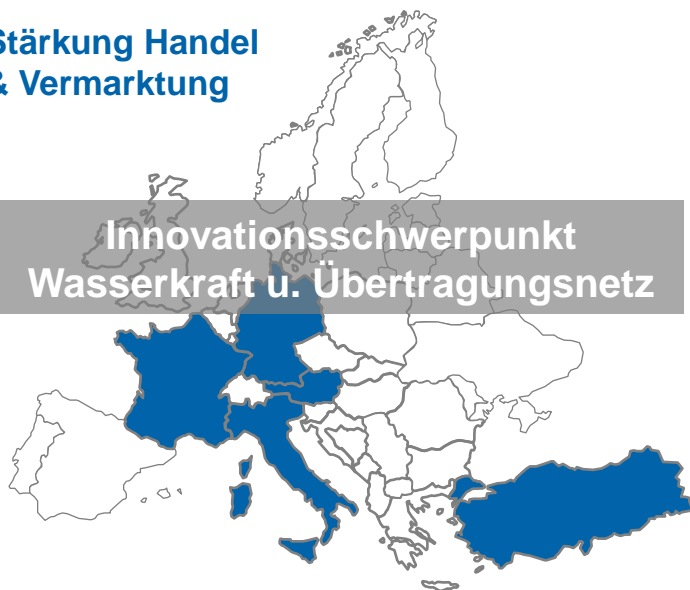 Stärkung Handel
& Vermarktung
Innovationsschwerpunkt
Wasserkraft u. Übertragungsnetz